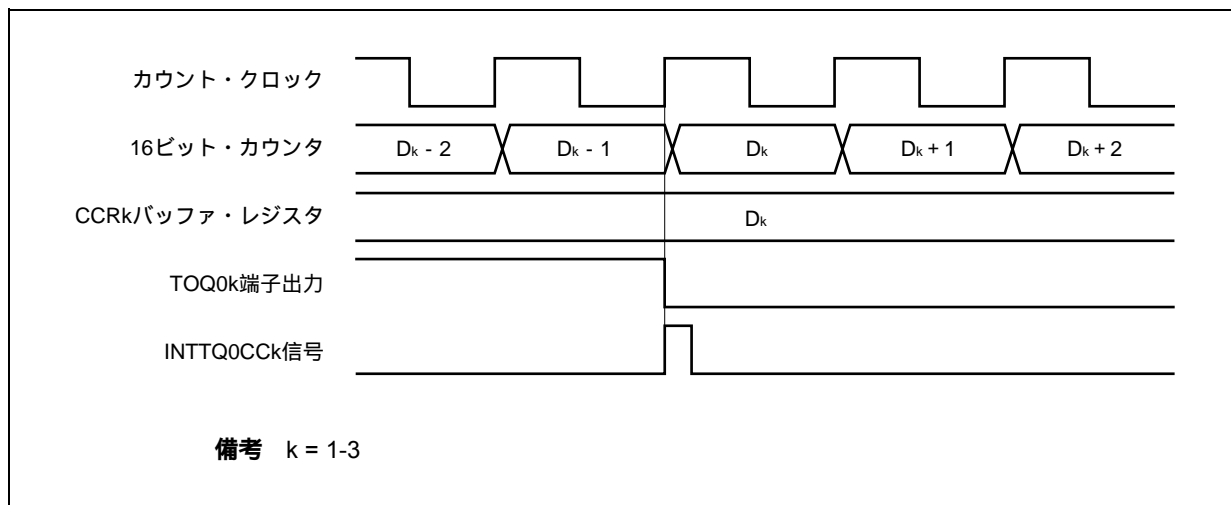 カウント・クロック
16ビット・カウンタ Dk - 2 Dk - 1 Dk Dk + 1 Dk + 2
CCRkバッファ・レジスタ Dk
TOQ0k端子出力
INTTQ0CCk信号
備考 k = 1-3